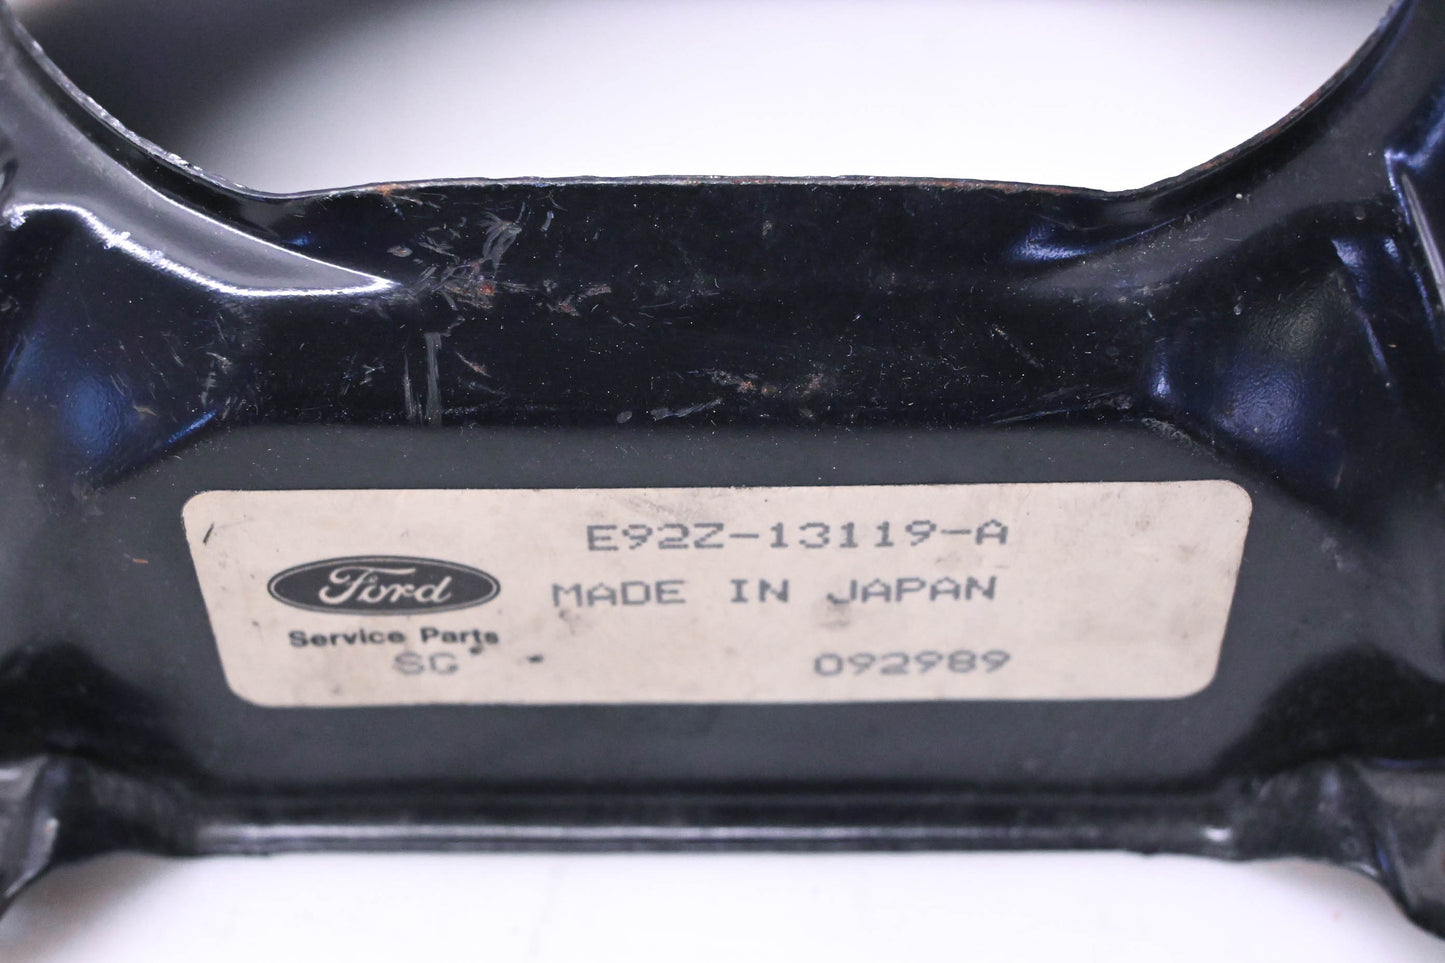 E92Z-13119-A
Ford
MADE IN JAPAN
Service Parts
SG
092989